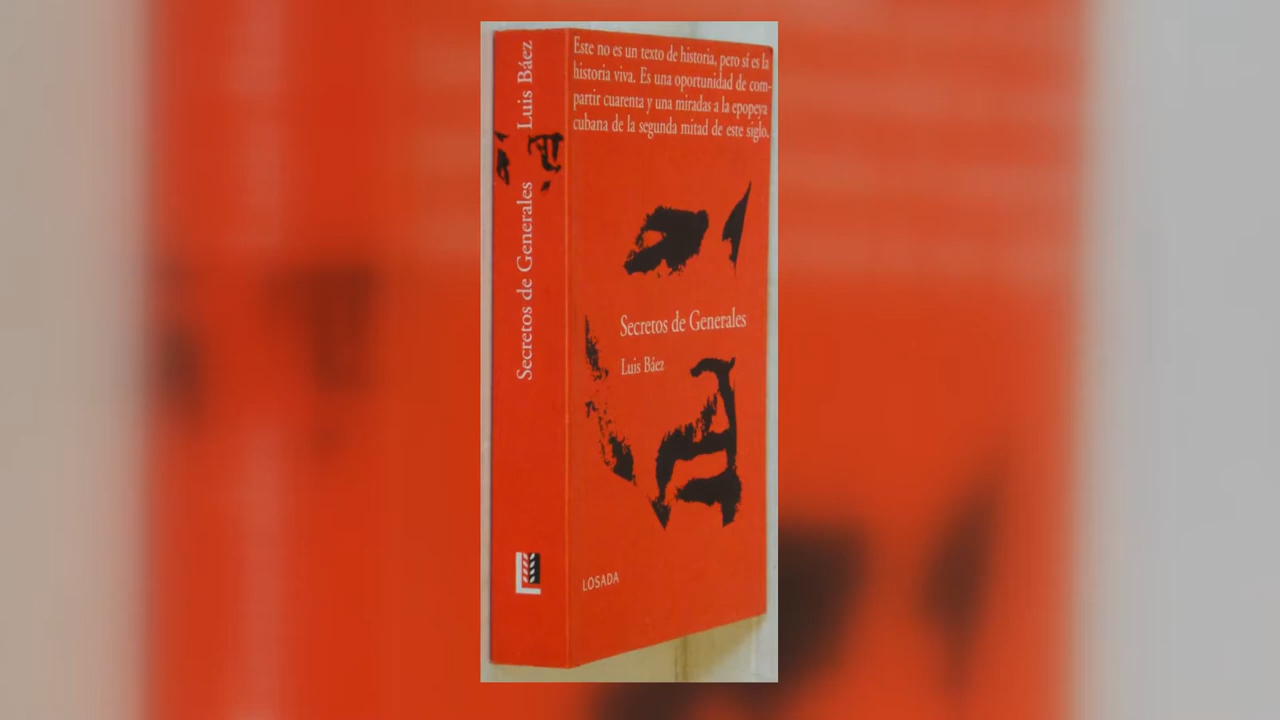 Luis Báez
Secretos de Generales
Este no es un texto de historia, pero sí es la
historia viva. Es una oportunidad de com-
partir cuarenta y una miradas a la epopeya
cubana de la segunda mitad de este siglo.
Secretos de Generales
Luis Báez
LOSADA